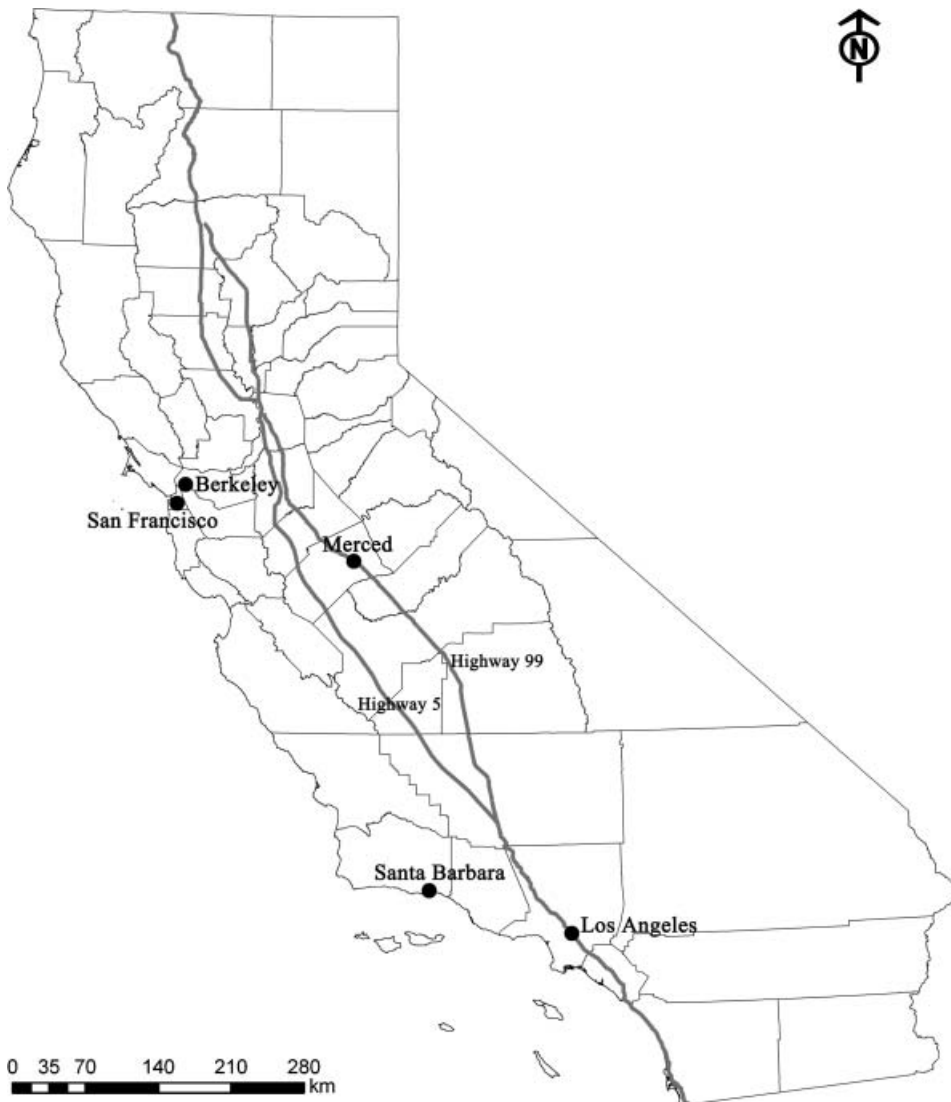 N
Berkeley
San Francisco
Merced
Highway 99
Highway 5
Santa Barbara
Los Angeles
0 35 70 140 210 280
km